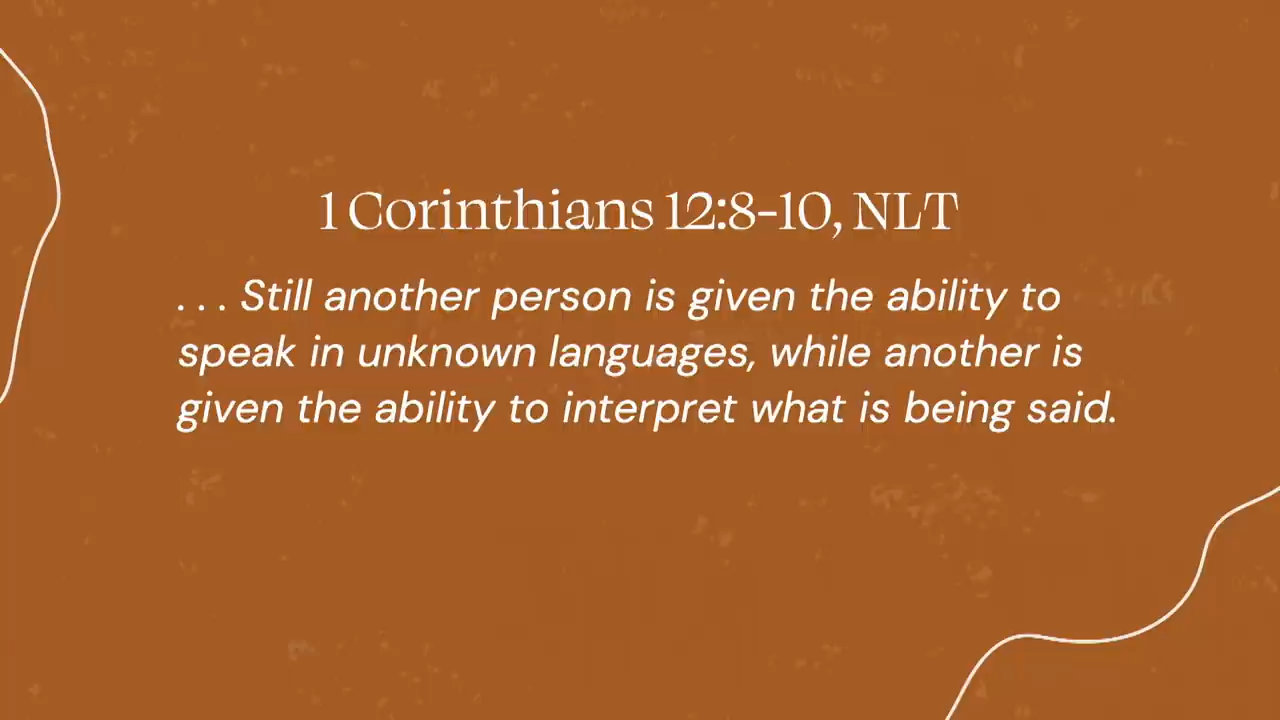 1 Corinthians 12:8-10, NLT
. . . Still another person is given the ability to
speak in unknown languages, while another is
given the ability to interpret what is being said.